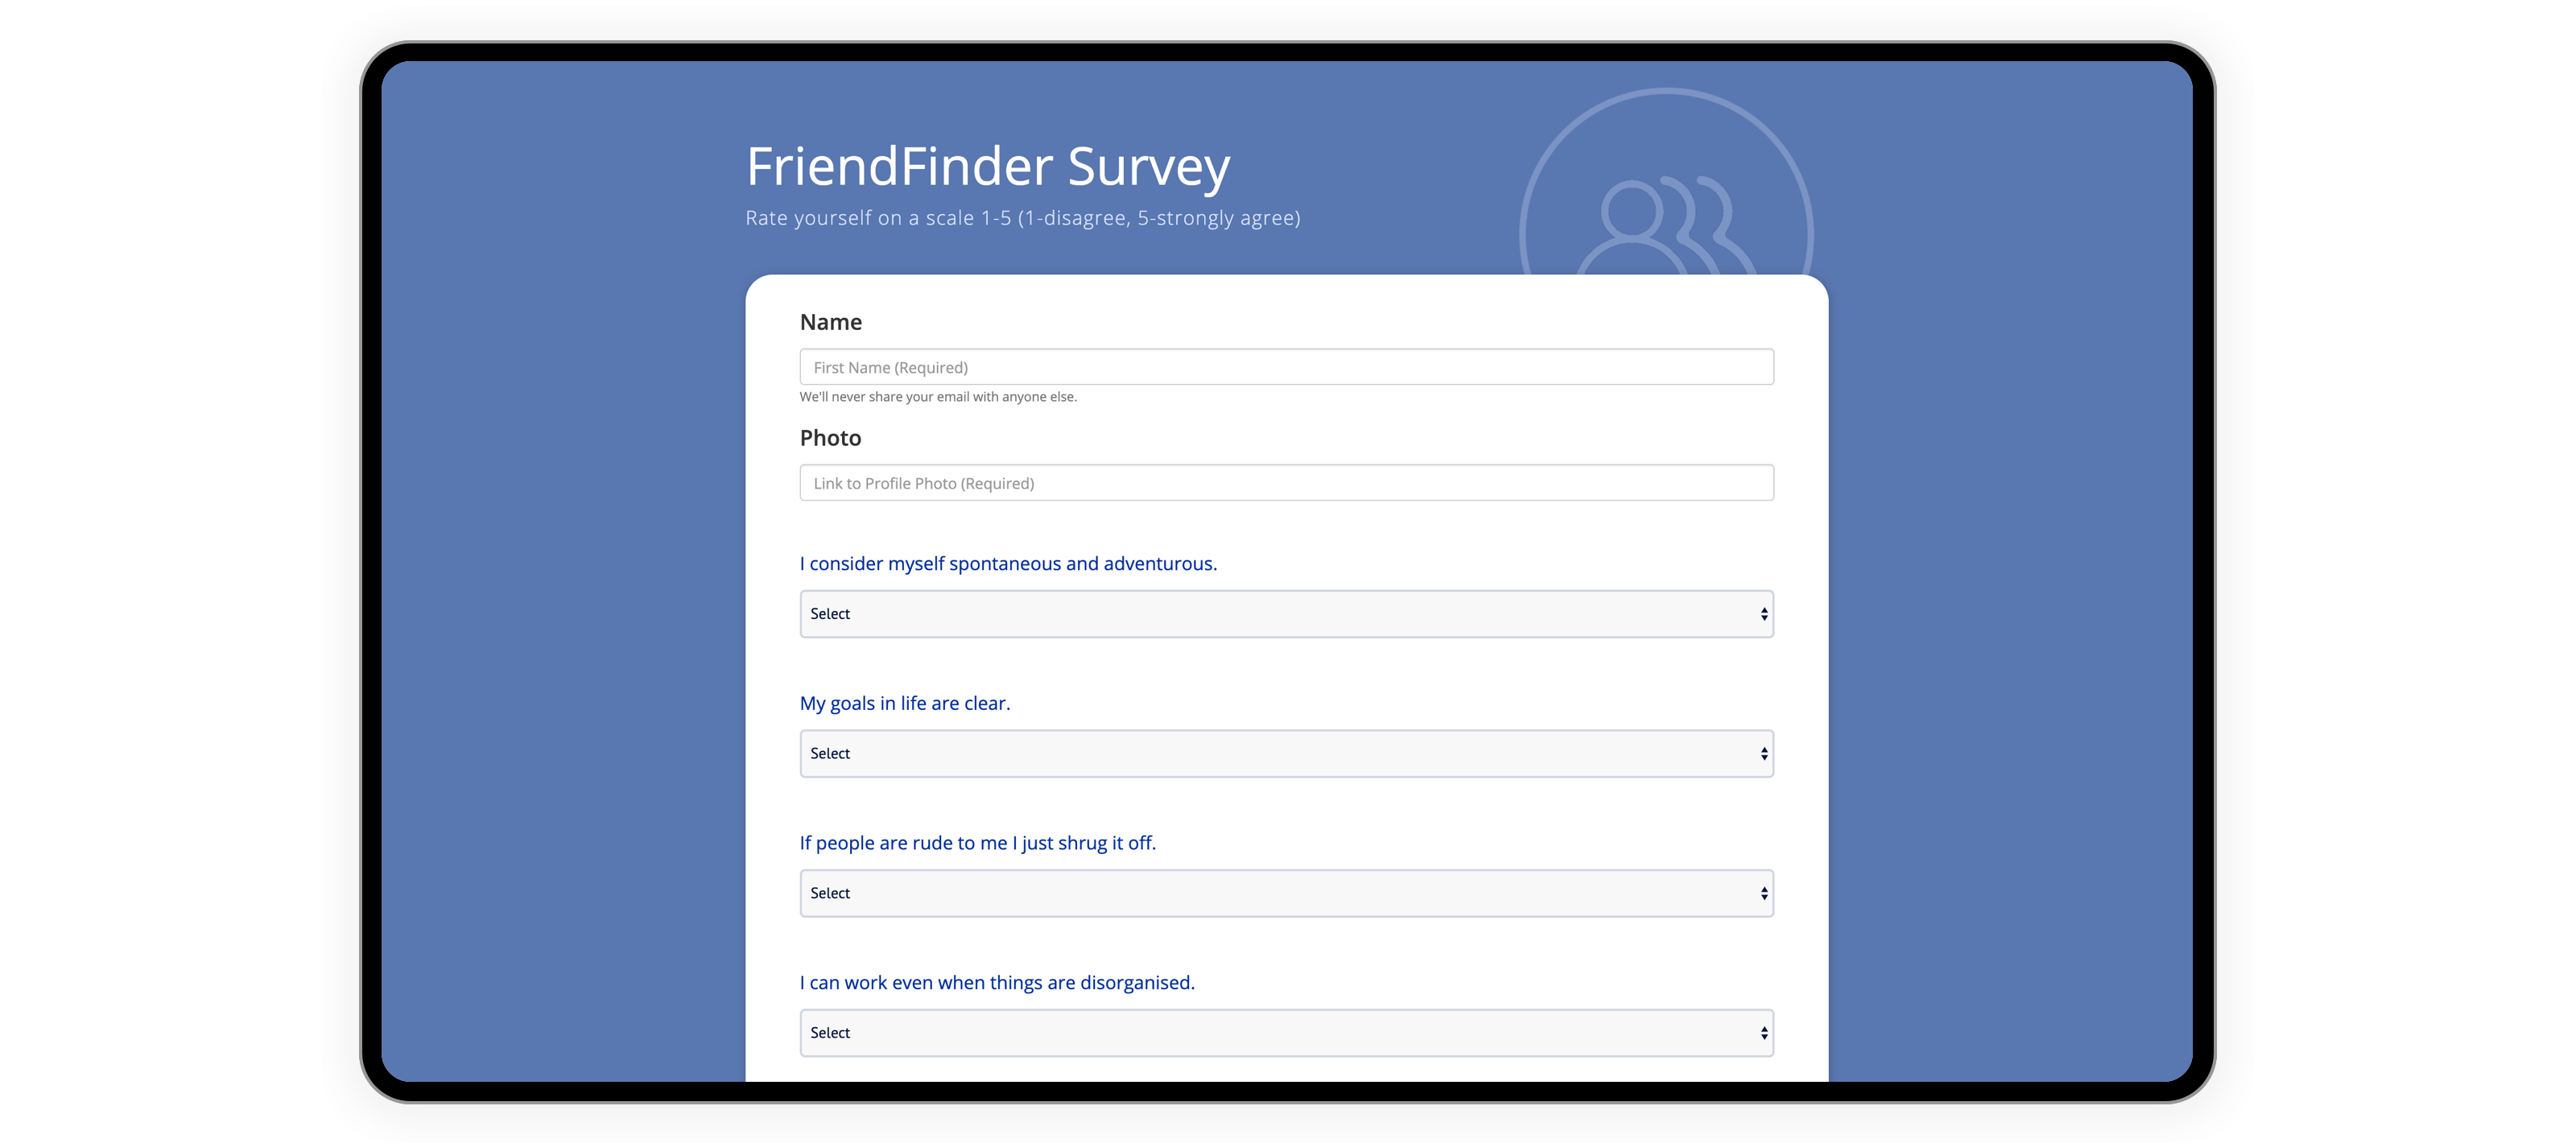 FriendFinder Survey
Rate yourself on a scale 1-5 (1-disagree, 5-strongly agree)
Name
First Name (Required)
We'll never share your email with anyone else.
Photo
Link to Profile Photo (Required)
I consider myself spontaneous and adventurous.
Select
My goals in life are clear.
Select
If people are rude to me I just shrug it off.
Select
I can work even when things are disorganised.
Select